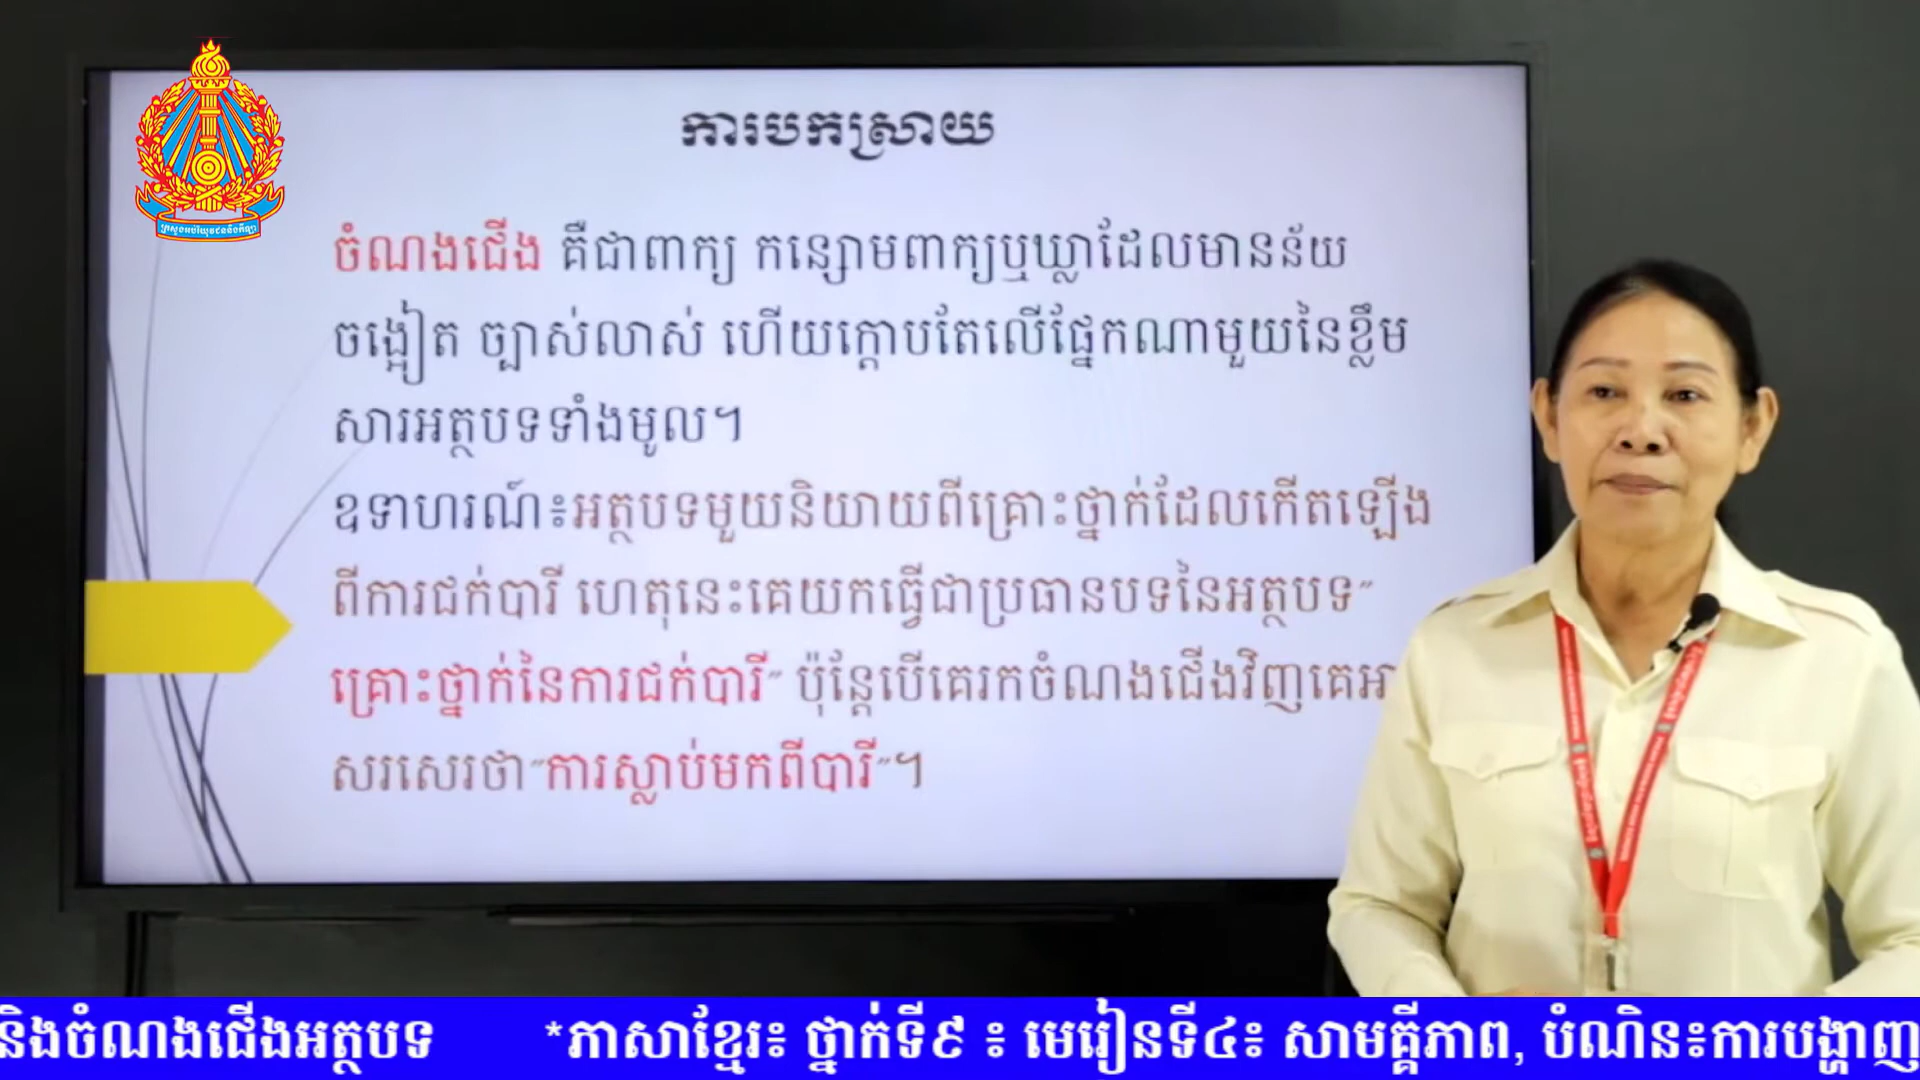 ការបកស្រាយ
ចំណងជើង គឺជាពាក្យ កន្សោមពាក្យឬឃ្លាដែលមានន័យ
ចង្អៀត ច្បាស់លាស់ ហើយក្ដោបតែលើផ្នែកណាមួយនៃខ្លឹម
សារអត្ថបទទាំងមូល។
ឧទាហរណ៍៖អត្ថបទមួយនិយាយពីគ្រោះថ្នាក់ដែលកើតឡើង
ពីការជក់បារី ហេតុនេះគេយកធ្វើជាប្រធានបទនៃអត្ថបទ"
គ្រោះថ្នាក់នៃការជក់បារី" ប៉ុន្តែបើគេរកចំណងជើងវិញគេអា
សរសេរថា"ការស្លាប់មកពីបារី"។
និងចំណងជើងអត្ថបទ *ភាសាខ្មែរ៖ ថ្នាក់ទី៩ ៖ មេរៀនទី៤៖ សាមគ្គីភាព, បំណិន៖ការបង្ហាញ